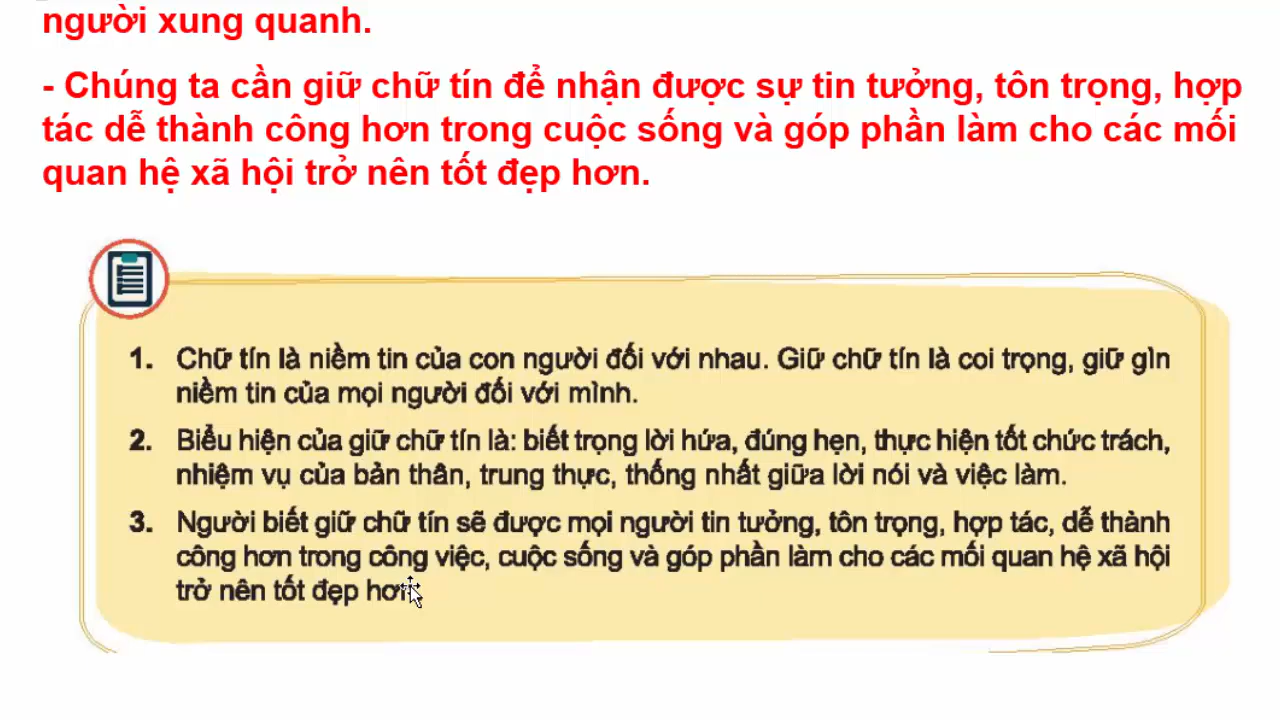 người xung quanh.
- Chúng ta cần giữ chữ tín để nhận được sự tin tưởng, tôn trọng, hợp
tác dễ thành công hơn trong cuộc sống và góp phần làm cho các mối
quan hệ xã hội trở nên tốt đẹp hơn.
1. Chữ tín là niềm tin của con người đối với nhau. Giữ chữ tín là coi trọng, giữ gìn
niềm tin của mọi người đối với mình.
2. Biểu hiện của giữ chữ tín là: biết trọng lời hứa, đúng hẹn, thực hiện tốt chức trách,
nhiệm vụ của bản thân, trung thực, thống nhất giữa lời nói và việc làm.
3. Người biết giữ chữ tín sẽ được mọi người tin tưởng, tôn trọng, hợp tác, dễ thành
công hơn trong công việc, cuộc sống và góp phần làm cho các mối quan hệ xã hội
trở nên tốt đẹp hơn.